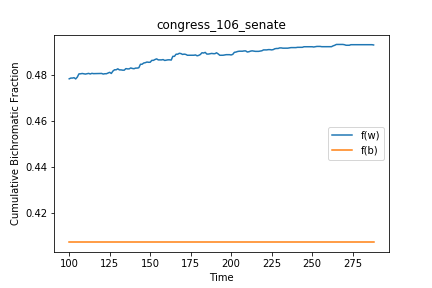 congress_106_senate
Cumulative Bichromatic Fraction
0.48
0.46
0.44
0.42
f(w)
f(b)
100
125
150
175
200
225
250
275
Time